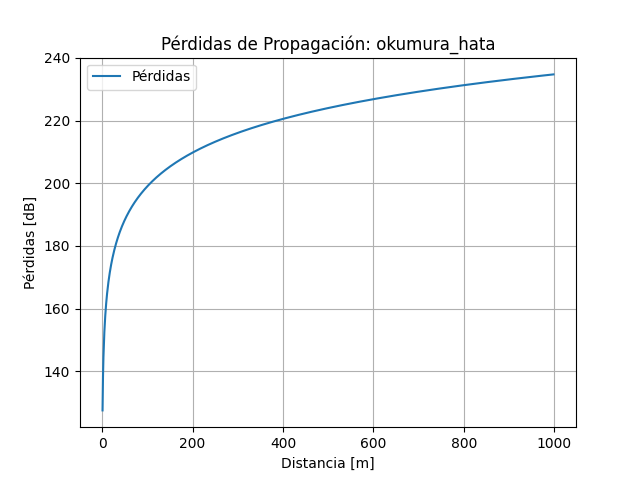 Pérdidas de Propagación: okumura_hata
Pérdidas
Pérdidas [dB]
240
220
200
180
160
140
0 200 400 600 800 1000
Distancia [m]